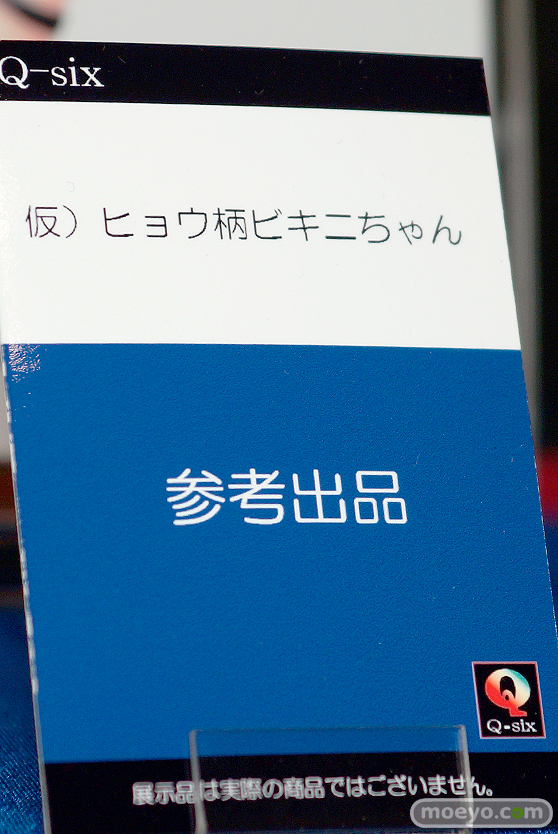 Q-six
仮）ヒョウ柄ビキニちゃん
参考出品
Q-six
展示品は実際の商品ではございません。
moeyo.com